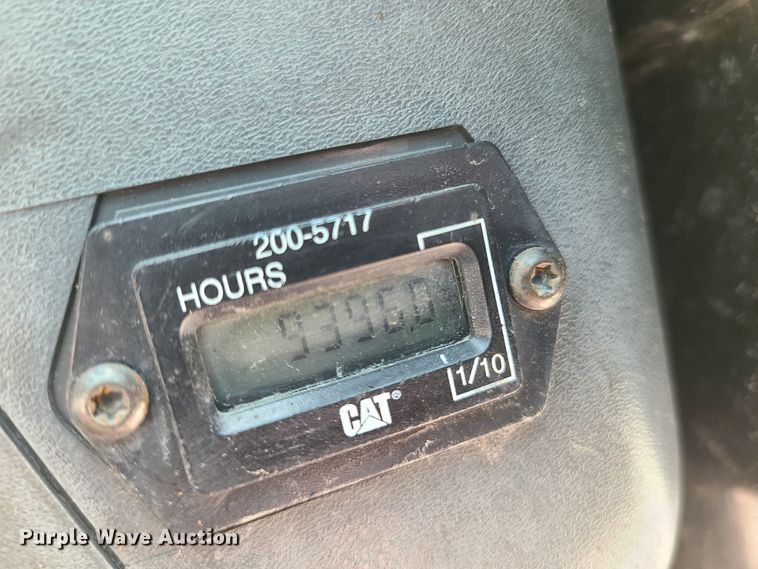 200-5717
HOURS
9396.0
1/10
CAT®
Purple Wave Auction